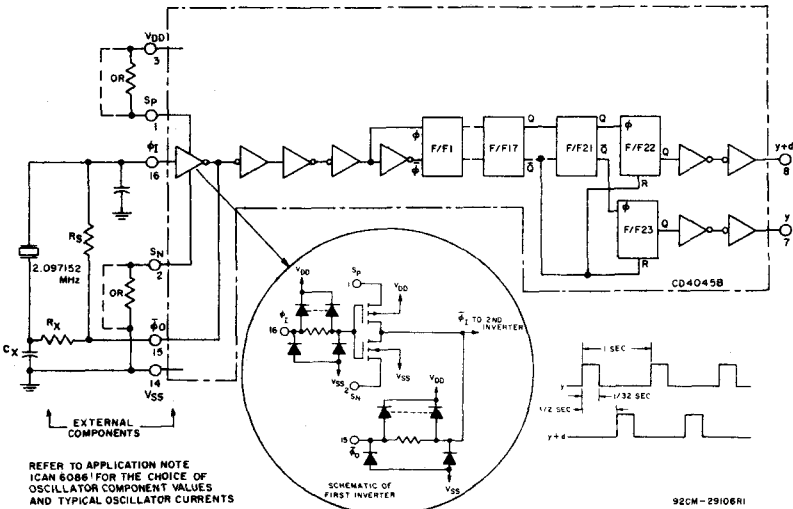 VDD
3
OR
SP
1
ϕI
16
RS
SN
2
2.097152
MHz
OR
RX
ϕ̅O
15
CX
14
VSS
EXTERNAL
COMPONENTS
REFER TO APPLICATION NOTE
ICAN 6086' FOR THE CHOICE OF
OSCILLATOR COMPONENT VALUES
AND TYPICAL OSCILLATOR CURRENTS
ϕ
ϕ̅
F/F1
F/F17
Q
Q̅
F/F21
Q
Q̅
ϕ
F/F22
Q
R
y+d
8
ϕ
F/F23
Q
R
y
7
CD4045B
VDD
SP
1
VDD
ϕI
16
ϕ̅I TO 2ND
INVERTER
VSS
2
SN
VSS
VDD
15
ϕ̅O
VSS
SCHEMATIC OF
FIRST INVERTER
1 SEC
y
1/32 SEC
1/2 SEC
y+d
92CM-29106R1